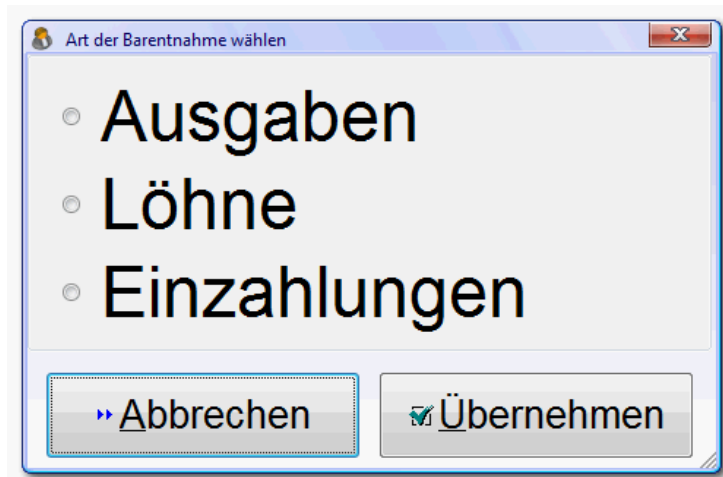 Art der Barentnahme wählen
Ausgaben
Löhne
Einzahlungen
Abbrechen
Übernehmen